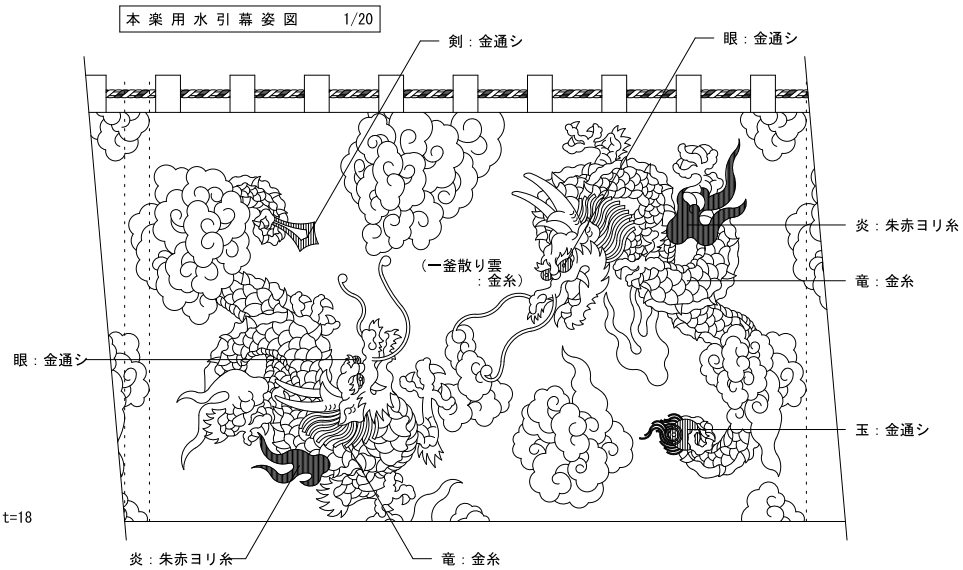 本楽用水引幕姿図 1/20
剣：金通シ
眼：金通シ
炎：朱赤ヨリ糸
（一釜散り雲
：金糸）
竜：金糸
眼：金通シ
玉：金通シ
t=18
炎：朱赤ヨリ糸
竜：金糸